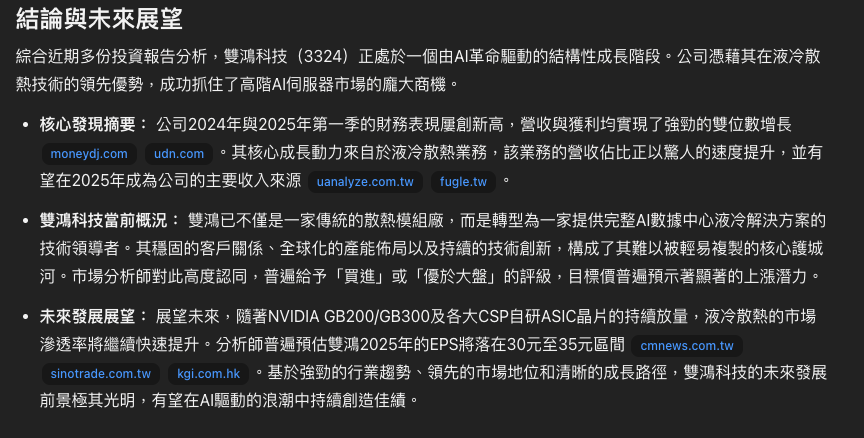 結論與未來展望
綜合近期多份投資報告分析，雙鴻科技（3324）正處於一個由AI革命驅動的結構性成長階段。公司憑藉其在液冷散
熱技術的領先優勢，成功抓住了高階AI伺服器市場的龐大商機。
• 核心發現摘要： 公司2024年與2025年第一季的財務表現屢創新高，營收與獲利均實現了強勁的雙位數增長
moneydj.com udn.com 。其核心成長動力來自於液冷散熱業務，該業務的營收佔比正以驚人的速度提升，並有
望在2025年成為公司的主要收入來源 uanalyze.com.tw fugle.tw 。
• 雙鴻科技當前概況： 雙鴻已不僅是一家傳統的散熱模組廠，而是轉型為一家提供完整AI數據中心液冷解決方案的
技術領導者。其穩固的客戶關係、全球化的產能佈局以及持續的技術創新，構成了其難以被輕易複製的核心護城
河。市場分析師對此高度認同，普遍給予「買進」或「優於大盤」的評級，目標價普遍預示著顯著的上漲潛力。
• 未來發展展望： 展望未來，隨著NVIDIA GB200/GB300及各大CSP自研ASIC晶片的持續放量，液冷散熱的市場
滲透率將繼續快速提升。分析師普遍預估雙鴻2025年的EPS將落在30元至35元區間 cmnews.com.tw
sinotrade.com.tw kgi.com.hk 。基於強勁的行業趨勢、領先的市場地位和清晰的成長路徑，雙鴻科技的未來發展
前景極其光明，有望在AI驅動的浪潮中持續創造佳績。